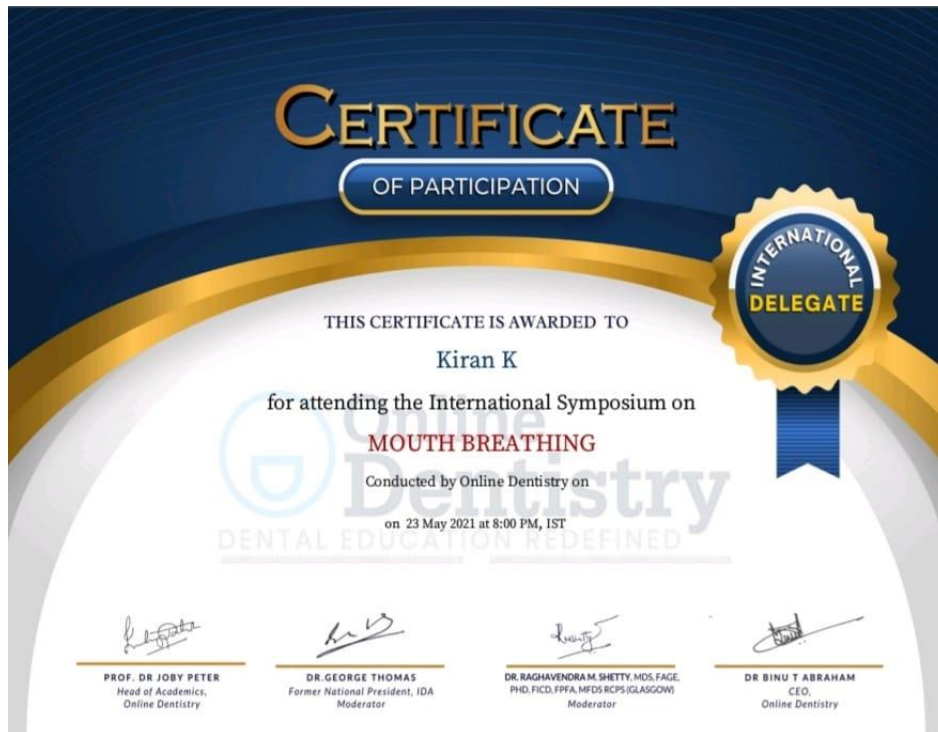 CERTIFICATE
OF PARTICIPATION
INTERNATIONAL
DELEGATE
THIS CERTIFICATE IS AWARDED TO
Kiran K
for attending the International Symposium on
MOUTH BREATHING
Conducted by Online Dentistry on
on 23 May 2021 at 8:00 PM, IST
Online
Dentistry
DENTAL EDUCATION REDEFINED
PROF. DR JOBY PETER
Head of Academics,
Online Dentistry
DR.GEORGE THOMAS
Former National President, IDA
Moderator
DR. RAGHAVENDRA M. SHETTY, MDS, FAGE,
PHD, FICD, FPFA, MFDS RCPS (GLASGOW)
Moderator
DR BINU T ABRAHAM
CEO,
Online Dentistry